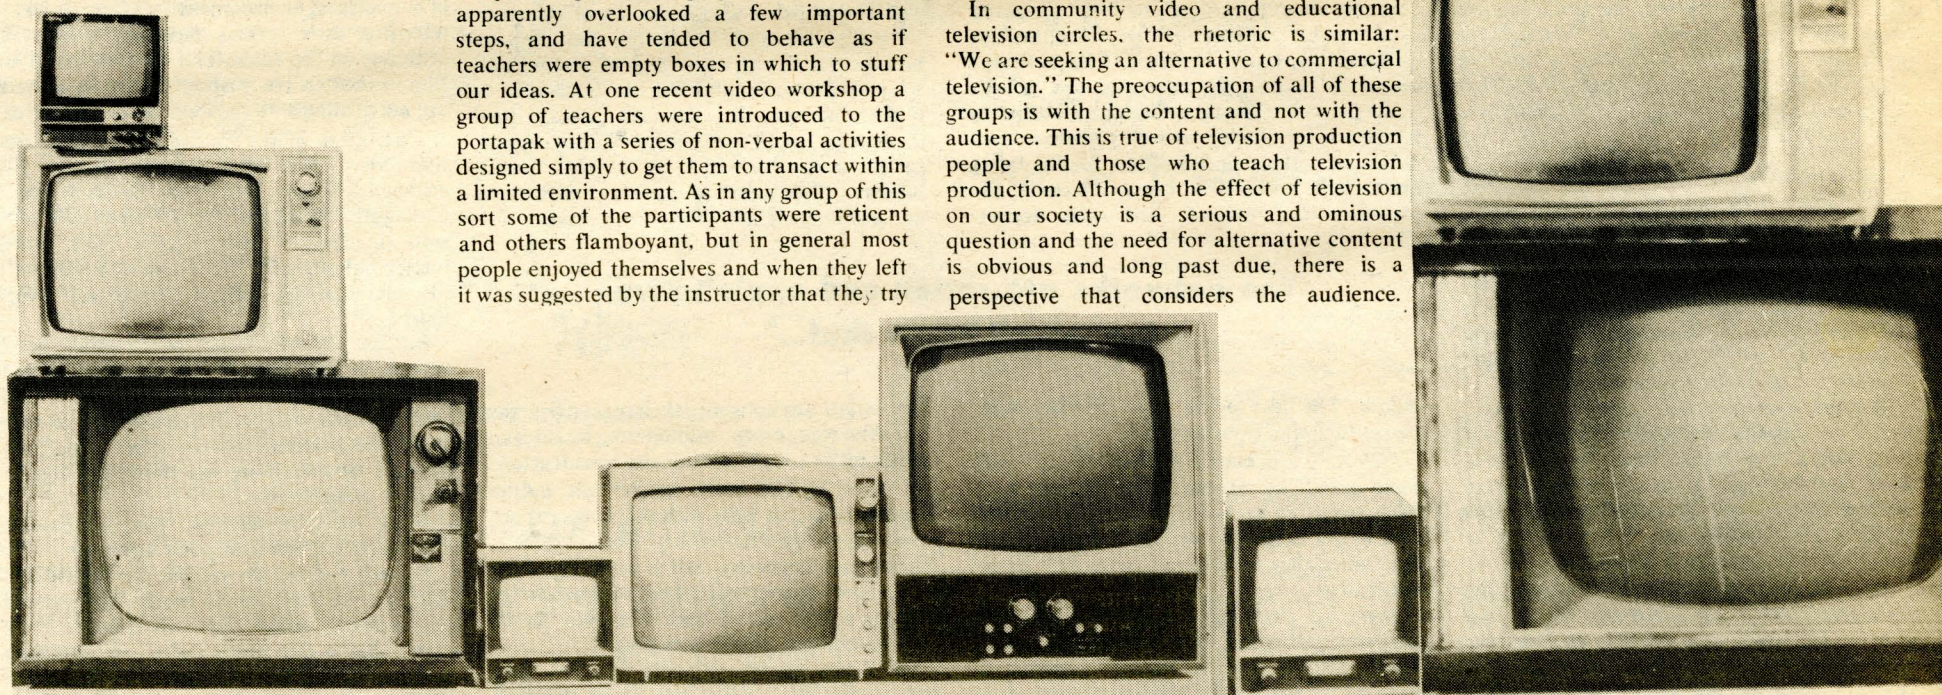 apparently overlooked a few important
steps, and have tended to behave as if
teachers were empty boxes in which to stuff
our ideas. At one recent video workshop a
group of teachers were introduced to the
portapak with a series of non-verbal activities
designed simply to get them to transact within
a limited environment. As in any group of this
sort some of the participants were reticent
and others flamboyant, but in general most
people enjoyed themselves and when they left
it was suggested by the instructor that they try
In community video and educational
television circles, the rhetoric is similar:
“We are seeking an alternative to commercial
television.” The preoccupation of all of these
groups is with the content and not with the
audience. This is true of television production
people and those who teach television
production. Although the effect of television
on our society is a serious and ominous
question and the need for alternative content
is obvious and long past due, there is a
perspective that considers the audience.